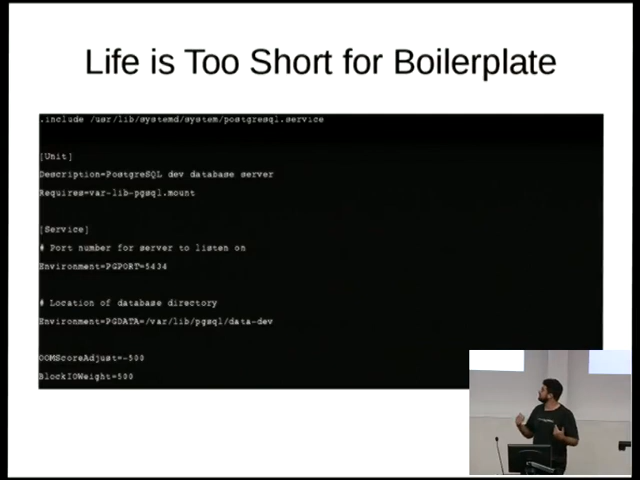 Life is Too Short for Boilerplate
.include /usr/lib/systemd/system/postgresql.service
[Unit]
Description=PostgreSQL dev database server
Requires=var-lib-pgsql.mount
[Service]
# Port number for server to listen on
Environment=PGPORT=5434
# Location of database directory
Environment=PGDATA=/var/lib/pgsql/data-dev
OOMScoreAdjust=-500
BlockIOWeight=500